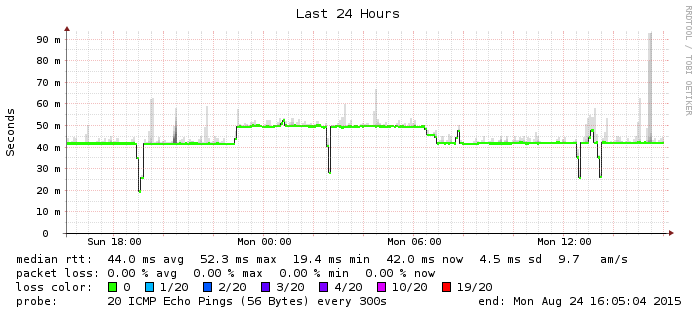 Last 24 Hours
RRDTOOL / TOBI OETIKER
Seconds
90 m
80 m
70 m
60 m
50 m
40 m
30 m
20 m
10 m
0
Sun 18:00 Mon 00:00 Mon 06:00 Mon 12:00
median rtt: 44.0 ms avg 52.3 ms max 19.4 ms min 42.0 ms now 4.5 ms sd 9.7 am/s
packet loss: 0.00 % avg 0.00 % max 0.00 % min 0.00 % now
loss color: 0 1/20 2/20 3/20 4/20 10/20 19/20
probe: 20 ICMP Echo Pings (56 Bytes) every 300s end: Mon Aug 24 16:05:04 2015